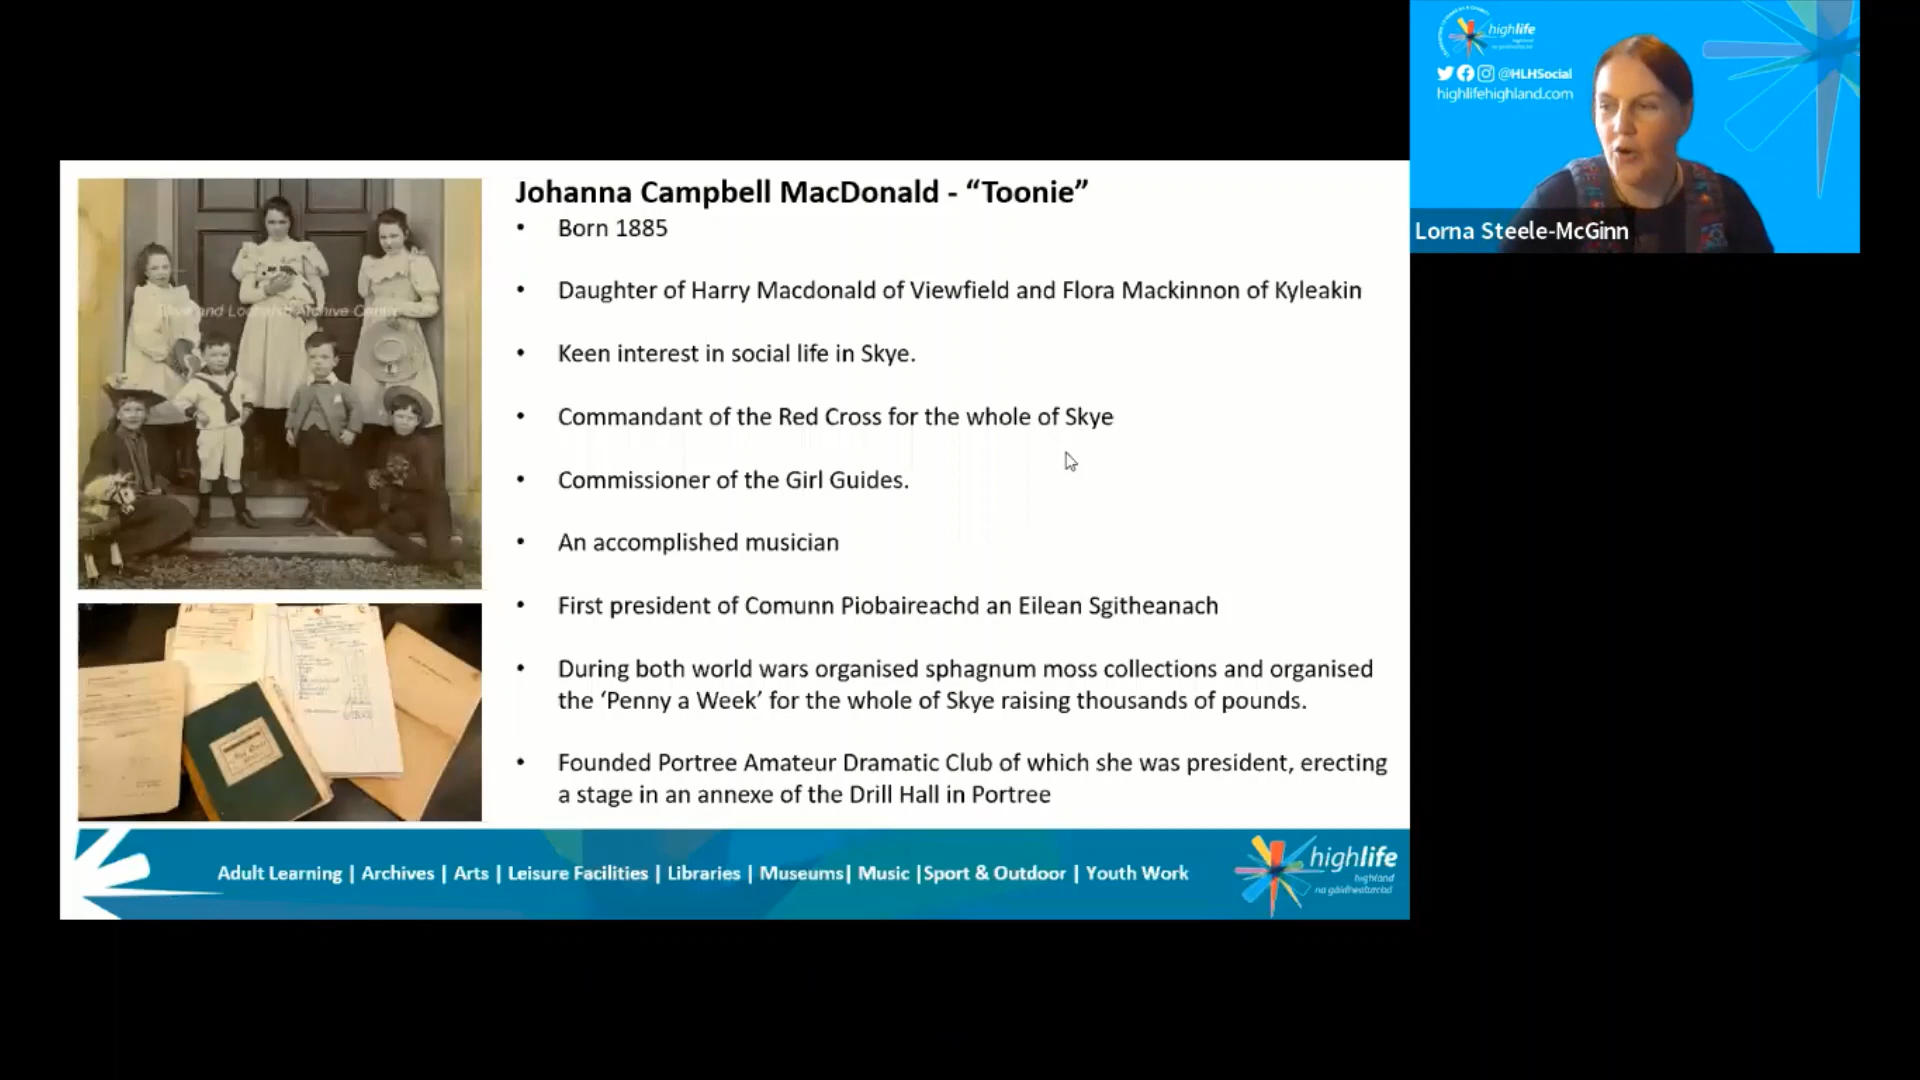 Johanna Campbell MacDonald - “Toonie”
• Born 1885
• Daughter of Harry Macdonald of Viewfield and Flora Mackinnon of Kyleakin
• Keen interest in social life in Skye.
• Commandant of the Red Cross for the whole of Skye
• Commissioner of the Girl Guides.
• An accomplished musician
• First president of Comunn Piobaireachd an Eilean Sgitheanach
• During both world wars organised sphagnum moss collections and organised
the ‘Penny a Week’ for the whole of Skye raising thousands of pounds.
• Founded Portree Amateur Dramatic Club of which she was president, erecting
a stage in an annexe of the Drill Hall in Portree
Adult Learning | Archives | Arts | Leisure Facilities | Libraries | Museums| Music |Sport & Outdoor | Youth Work
highlife
highland
na gàidhealtachd
highlife
highland
na gàidhealtachd
@HLHSocial
highlifehighland.com
Lorna Steele-McGinn